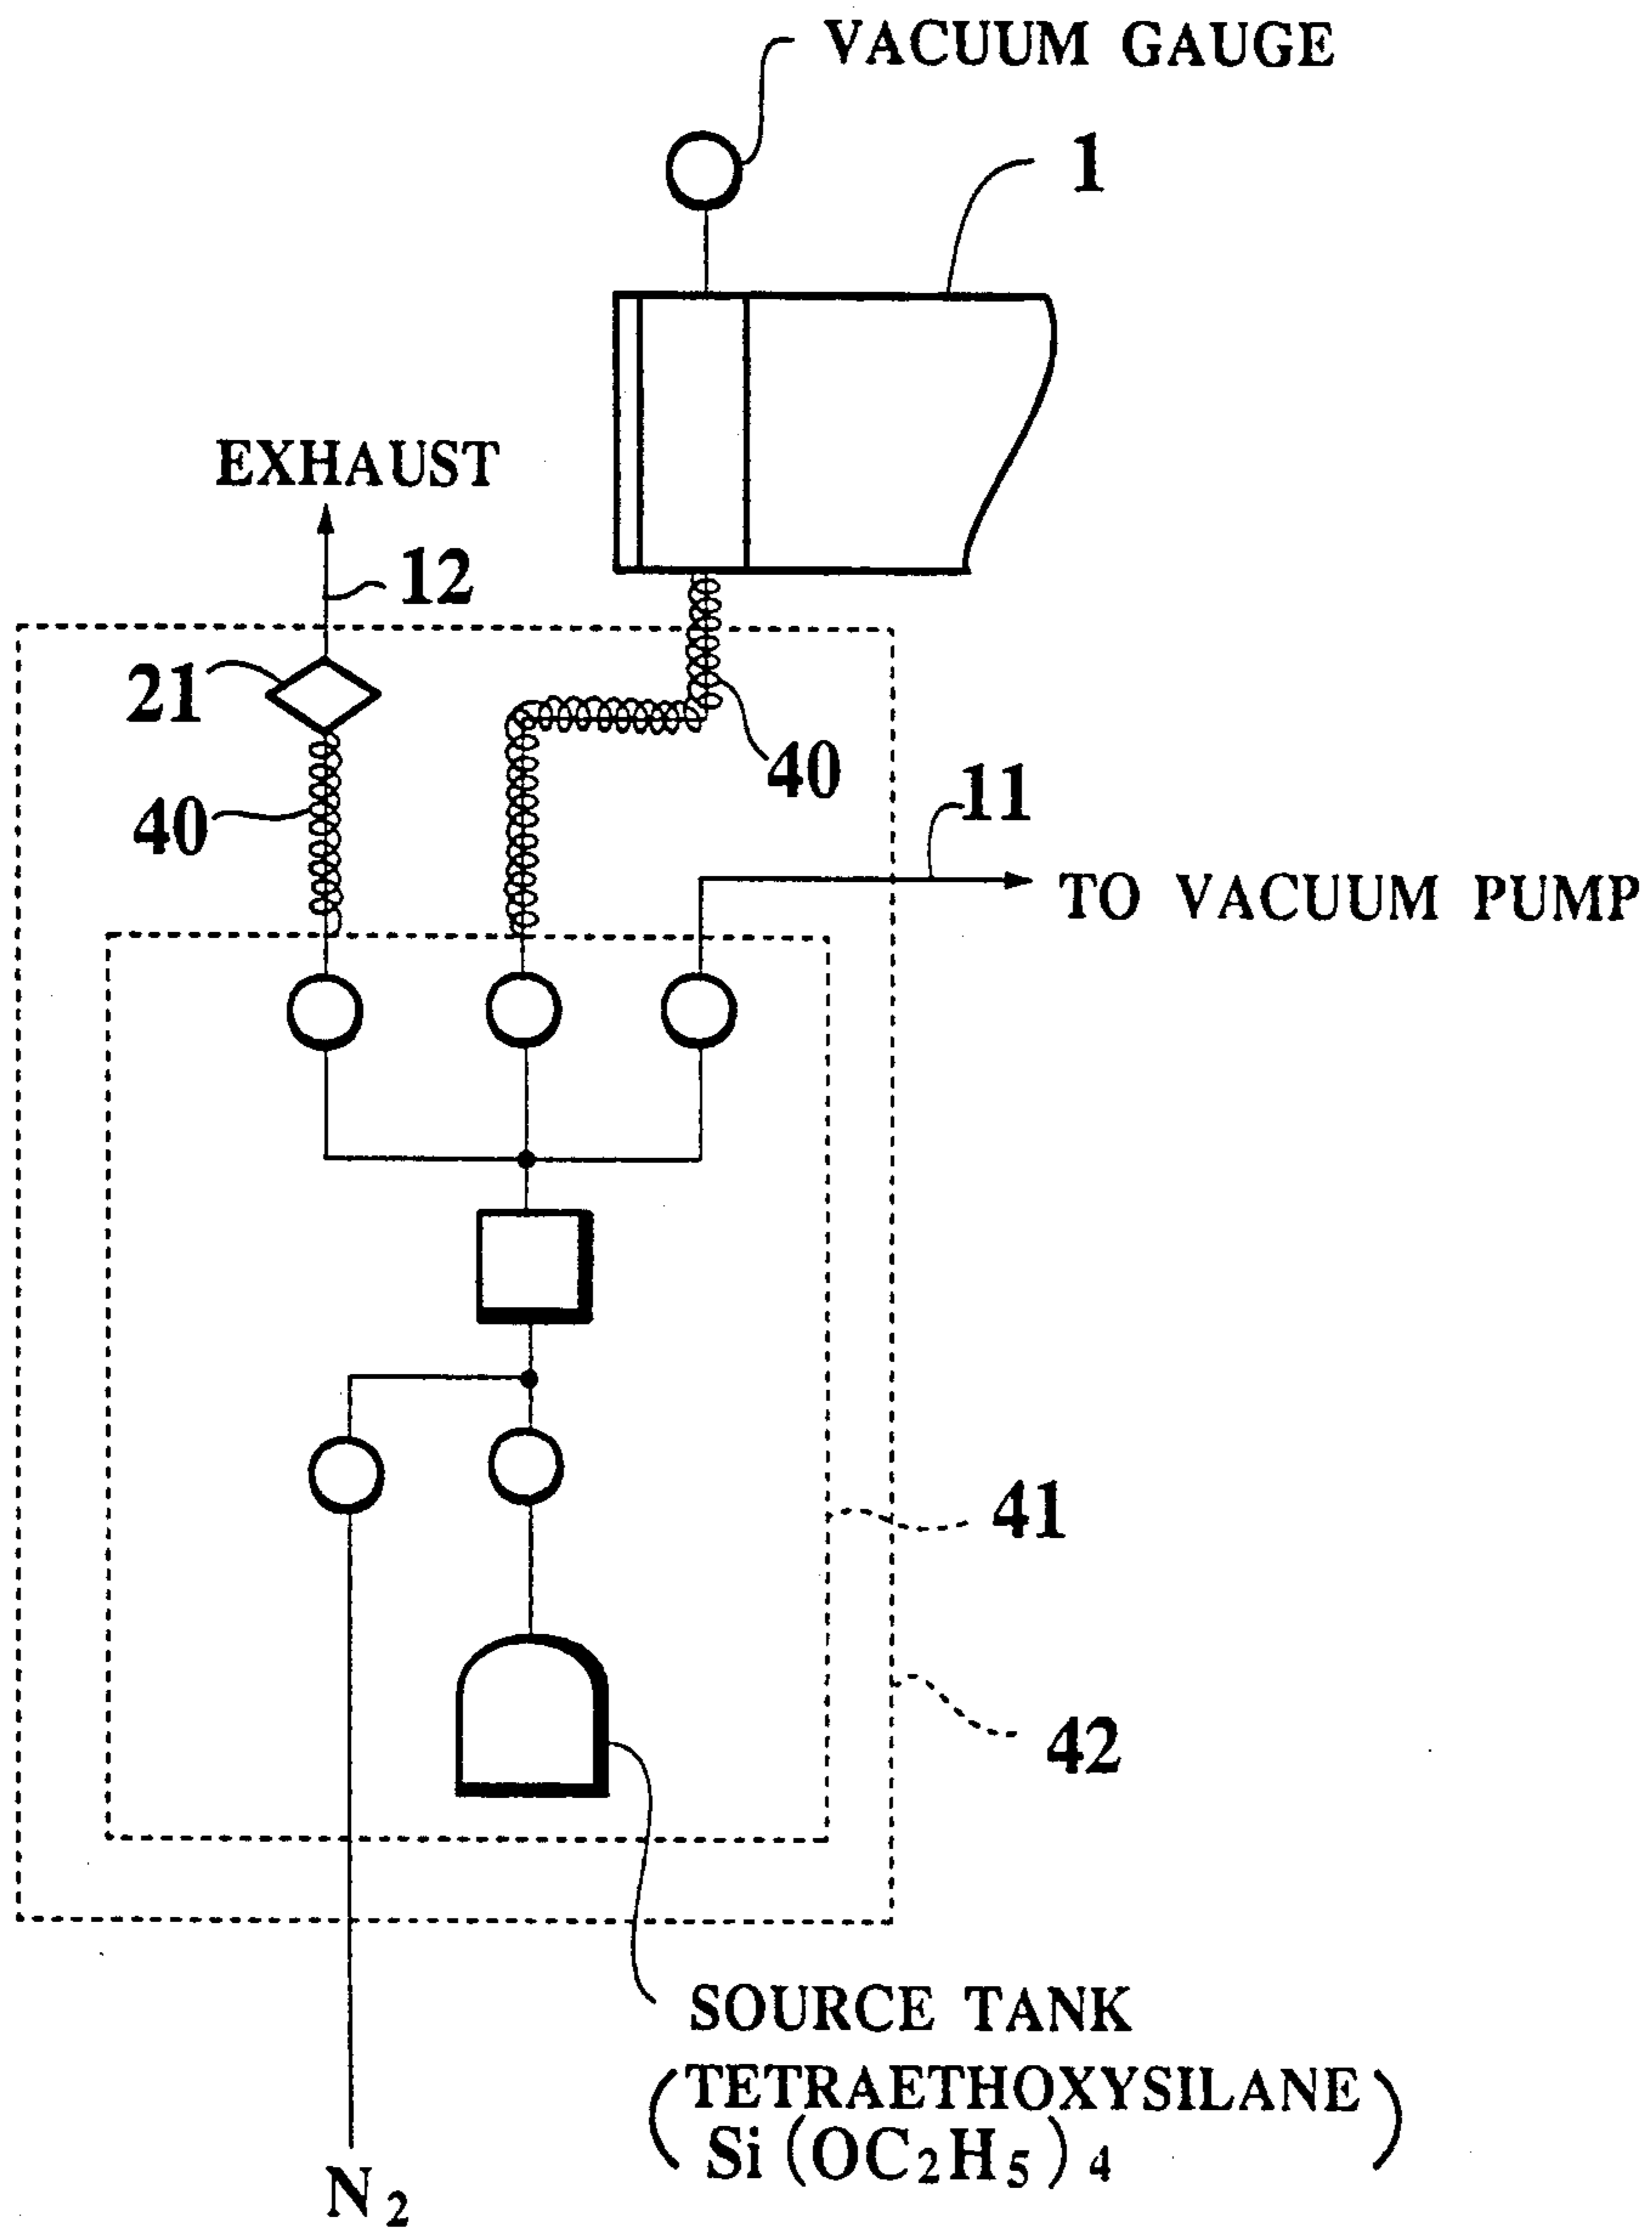 VACUUM GAUGE
1
EXHAUST
12
21
40
40
11
TO VACUUM PUMP
41
42
SOURCE TANK
(TETRAETHOXYSILANE
Si(OC₂H₅)₄)
N₂